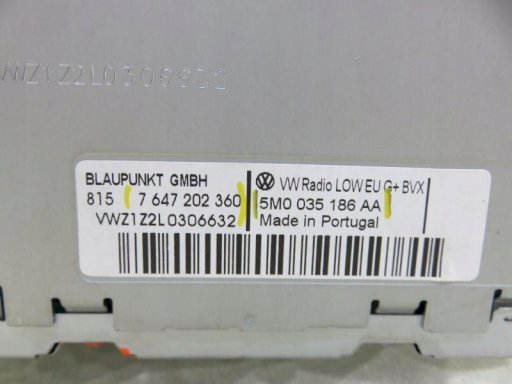 VWZ1Z2L0306632
BLAUPUNKT GMBH
815 7 647 202 360
VWZ1Z2L0306632
VW Radio LOW EU G+ BVX
5M0 035 186 AA
Made in Portugal